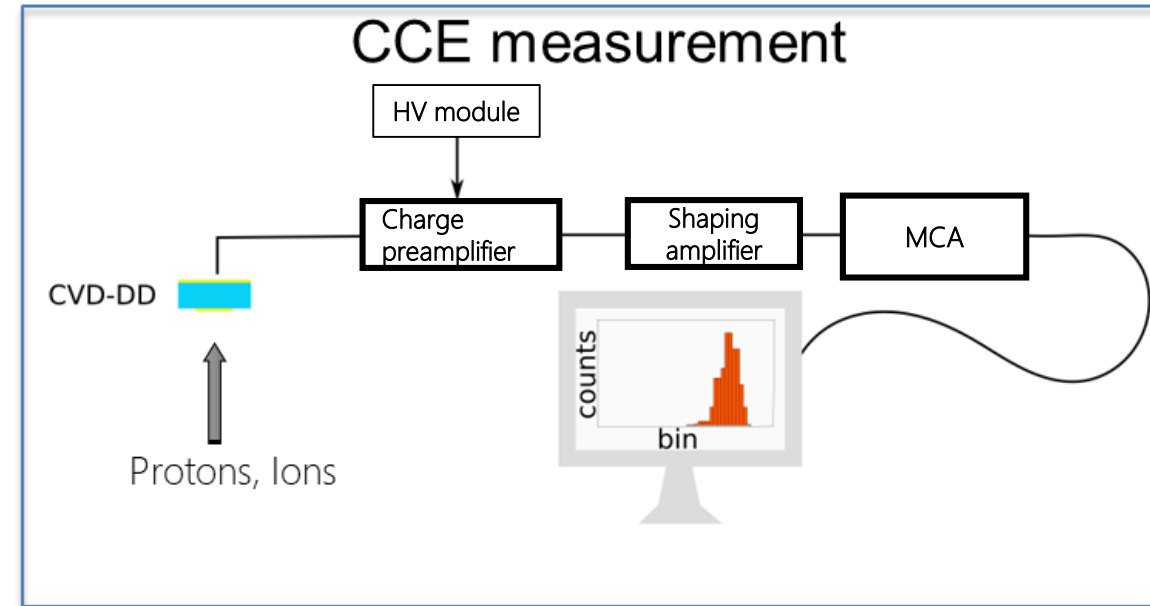 CCE measurement
HV module
Charge
preamplifier
Shaping
amplifier
MCA
CVD-DD
counts
bin
Protons, Ions